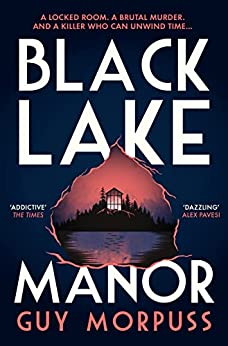 A LOCKED ROOM. A BRUTAL MURDER.
AND A KILLER WHO CAN UNWIND TIME...
BLACK
LAKE
'ADDICTIVE'
THE TIMES
'DAZZLING'
ALEX PAVESI
MANOR
GUY MORPUSS